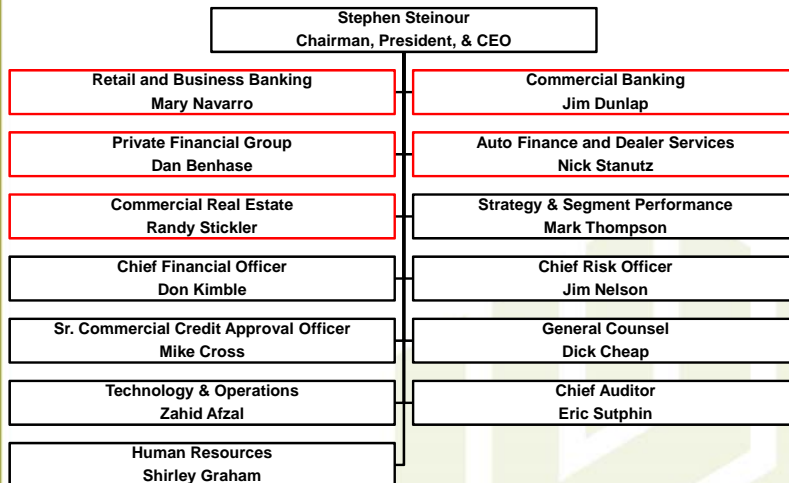 Stephen Steinour
Chairman, President, & CEO
Retail and Business Banking
Mary Navarro
Commercial Banking
Jim Dunlap
Private Financial Group
Dan Benhase
Auto Finance and Dealer Services
Nick Stanutz
Commercial Real Estate
Randy Stickler
Strategy & Segment Performance
Mark Thompson
Chief Financial Officer
Don Kimble
Chief Risk Officer
Jim Nelson
Sr. Commercial Credit Approval Officer
Mike Cross
General Counsel
Dick Cheap
Technology & Operations
Zahid Afzal
Chief Auditor
Eric Sutphin
Human Resources
Shirley Graham